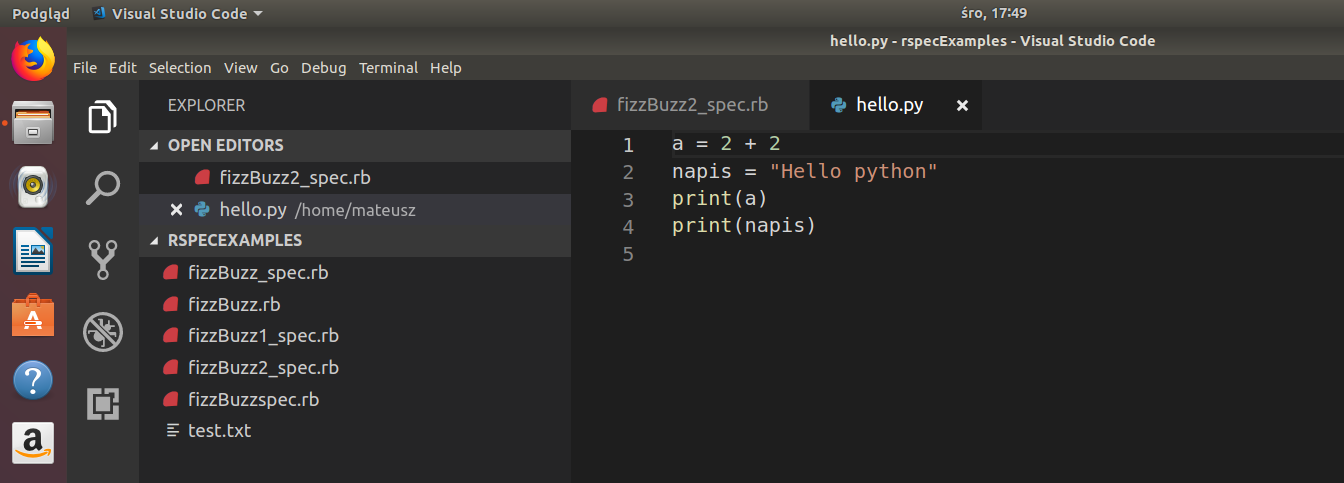 Podgląd Visual Studio Code śro, 17:49
hello.py - rspecExamples - Visual Studio Code
File Edit Selection View Go Debug Terminal Help
EXPLORER
OPEN EDITORS
fizzBuzz2_spec.rb
hello.py /home/mateusz
RSPECEXAMPLES
fizzBuzz_spec.rb
fizzBuzz.rb
fizzBuzz1_spec.rb
fizzBuzz2_spec.rb
fizzBuzzspec.rb
test.txt
fizzBuzz2_spec.rb hello.py
1 a = 2 + 2
2 napis = "Hello python"
3 print(a)
4 print(napis)
5